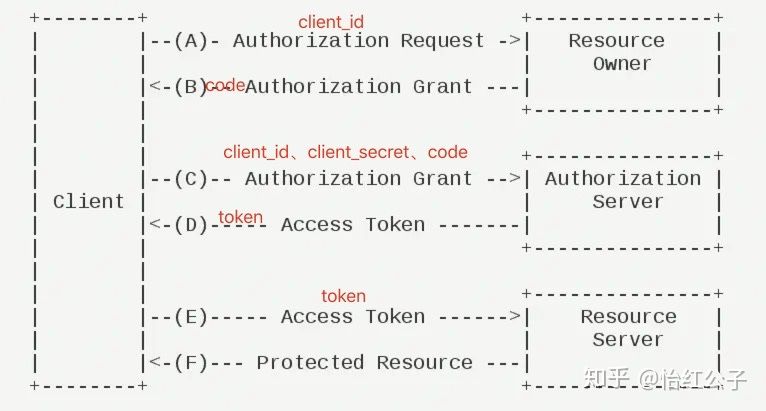 client_id
--(A)- Authorization Request ->
Resource Owner
code
<-(B)-- Authorization Grant ---
client_id、client_secret、code
--(C)-- Authorization Grant -->
Authorization Server
Client
token
<-(D)----- Access Token -------
token
--(E)----- Access Token ------>
Resource Server
<-(F)--- Protected Resource ---
知乎 @怡红公子